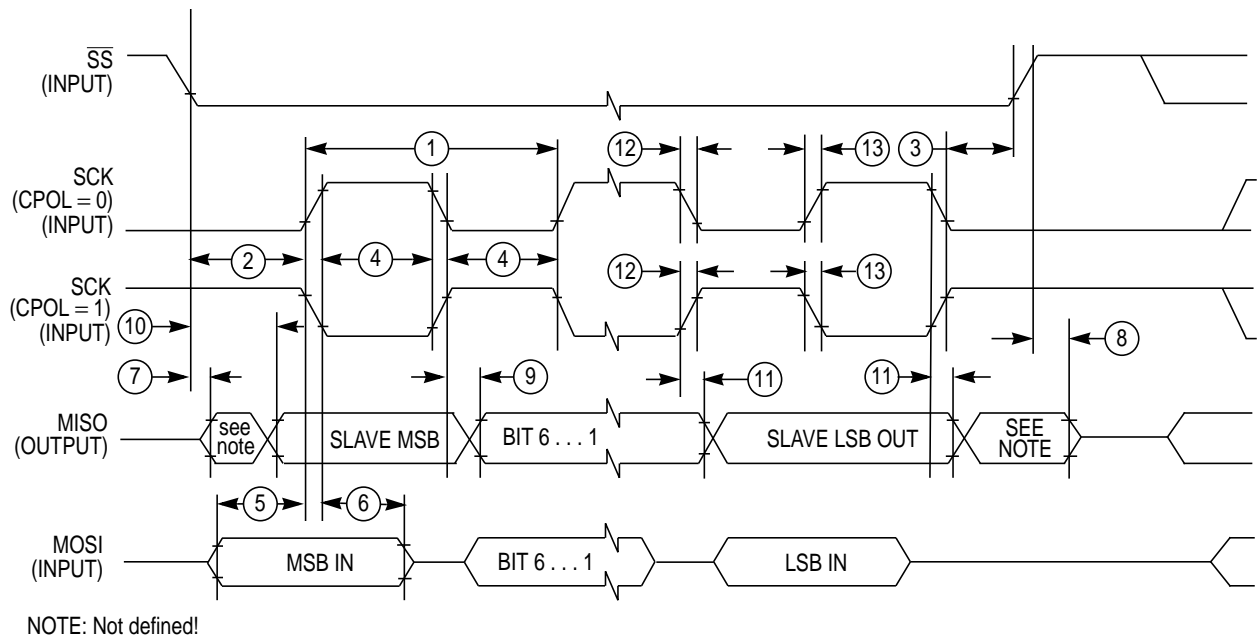 SS
(INPUT)
1
12
13
3
SCK
(CPOL = 0)
(INPUT)
2
4
4
12
13
SCK
(CPOL = 1)
(INPUT)
10
8
7
9
11
11
MISO
(OUTPUT)
see
note
SLAVE MSB
BIT 6 . . . 1
SLAVE LSB OUT
SEE
NOTE
5
6
MOSI
(INPUT)
MSB IN
BIT 6 . . . 1
LSB IN
NOTE: Not defined!